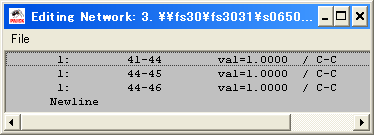 PAJEK
Editing Network: 3. ¥¥fs30¥fs3031¥s0650...
File
1: 41-44 val=1.0000 / C-C
1: 44-45 val=1.0000 / C-C
1: 44-46 val=1.0000 / C-C
Newline